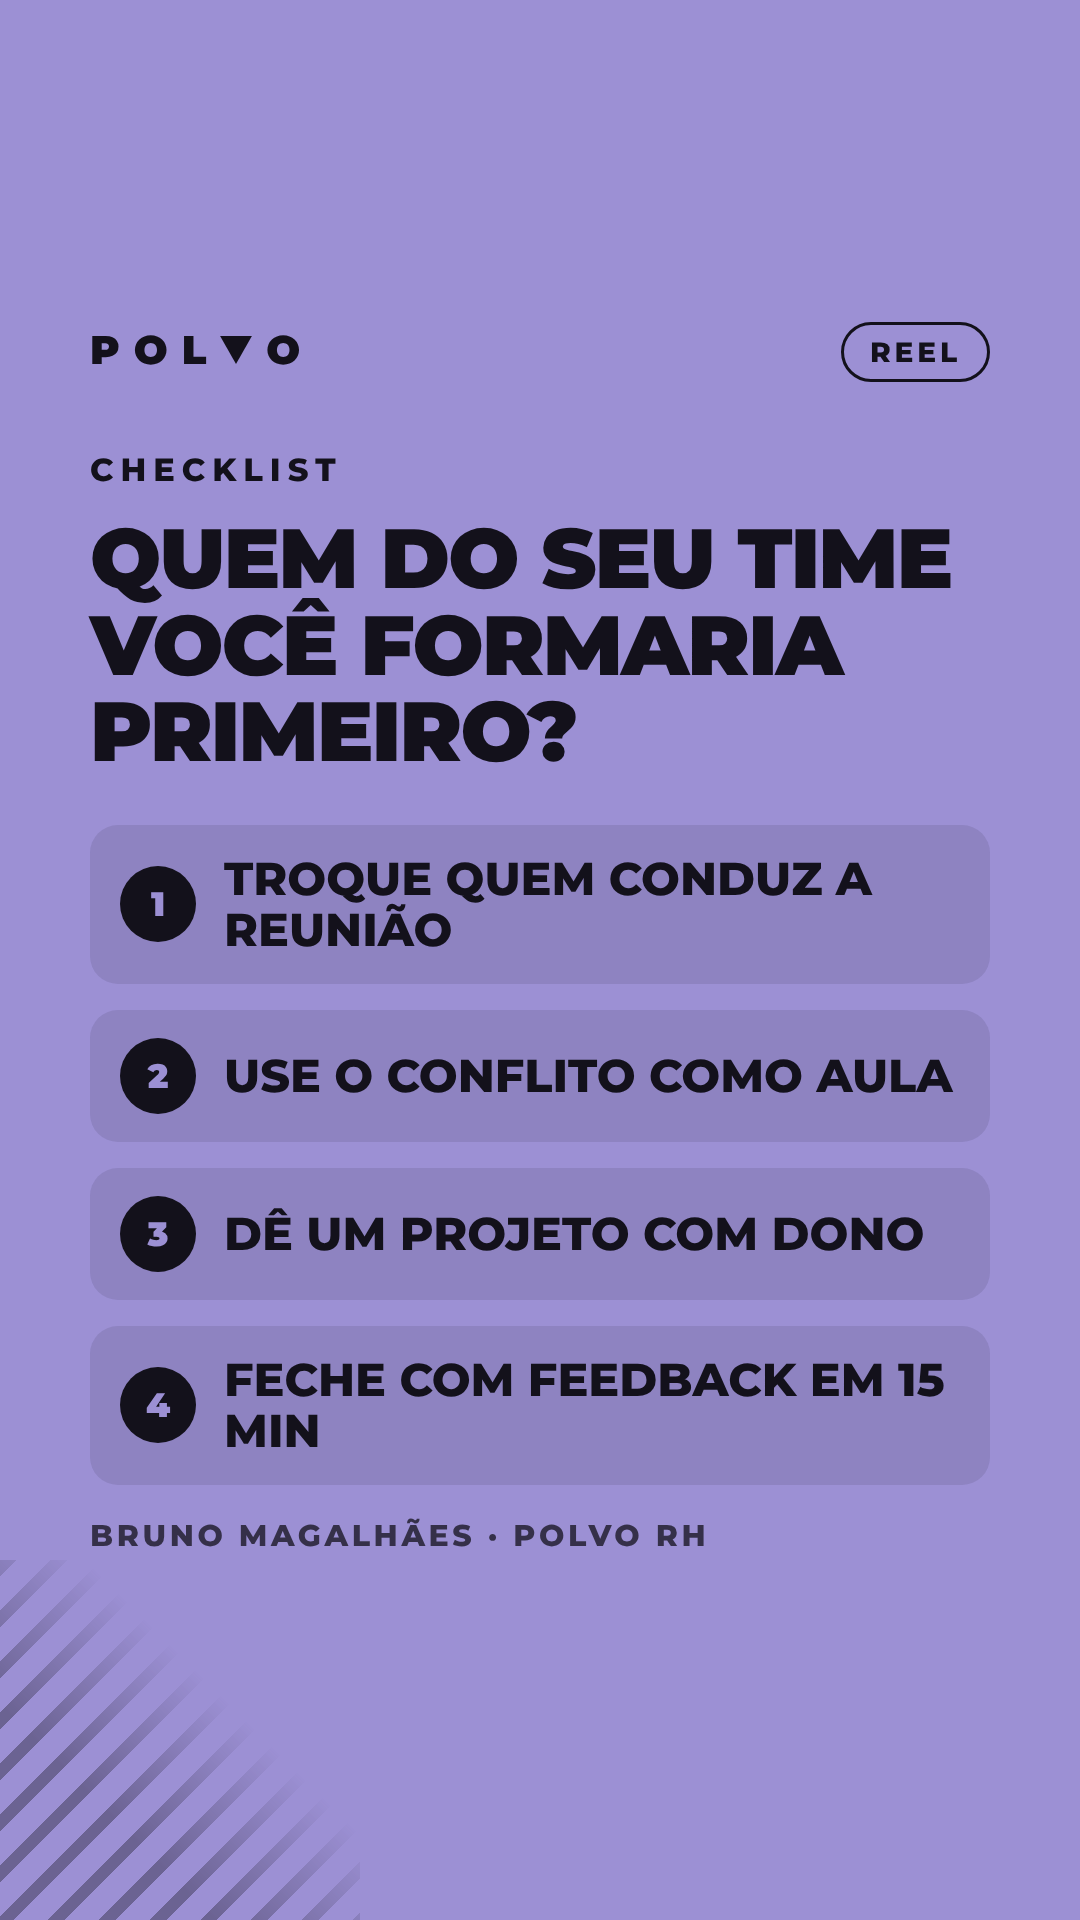 POLVO
REEL
CHECKLIST
QUEM DO SEU TIME
VOCÊ FORMARIA
PRIMEIRO?
1 TROQUE QUEM CONDUZ A
REUNIÃO
2 USE O CONFLITO COMO AULA
3 DÊ UM PROJETO COM DONO
4 FECHE COM FEEDBACK EM 15
MIN
BRUNO MAGALHÃES • POLVO RH